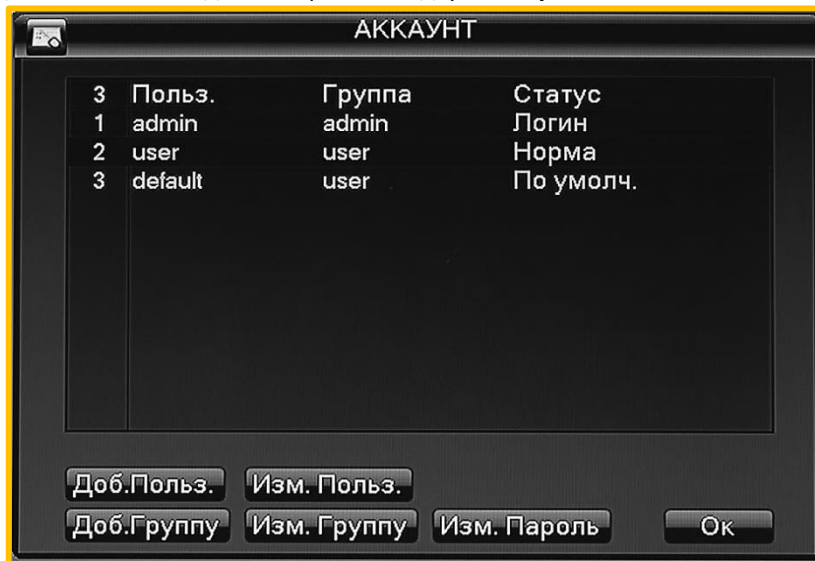 АККАУНТ
3 Польз. Группа Статус
1 admin admin Логин
2 user user Норма
3 default user По умолч.
Доб.Польз. Изм. Польз.
Доб.Группу Изм. Группу Изм. Пароль Ок